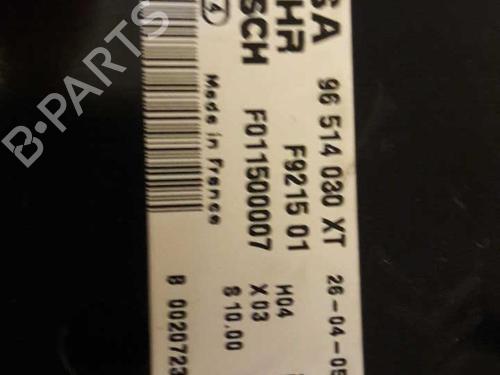 SA 96 514 030 XT 26-04-05
HR F9215 01 H04
SCH F011500007 X 03
S 10.00
Made in France
B 0020723
B-PARTS